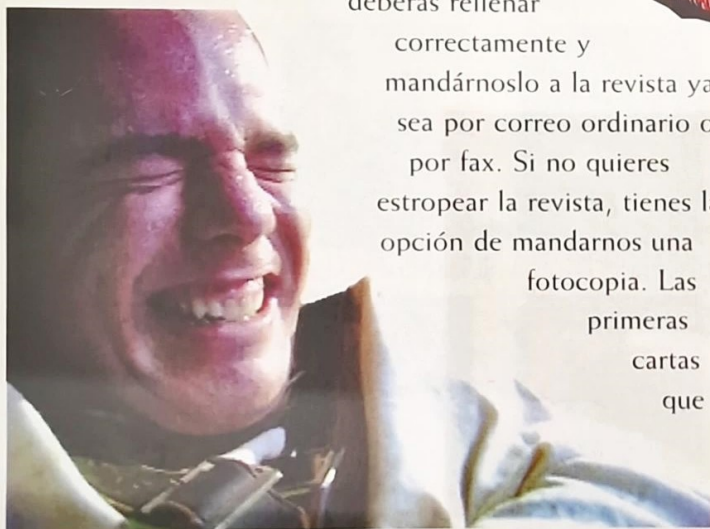 deberás rellenar
correctamente y
mandárnoslo a la revista ya
sea por correo ordinario o
por fax. Si no quieres
estropear la revista, tienes la
opción de mandarnos una
fotocopia. Las
primeras
cartas
que